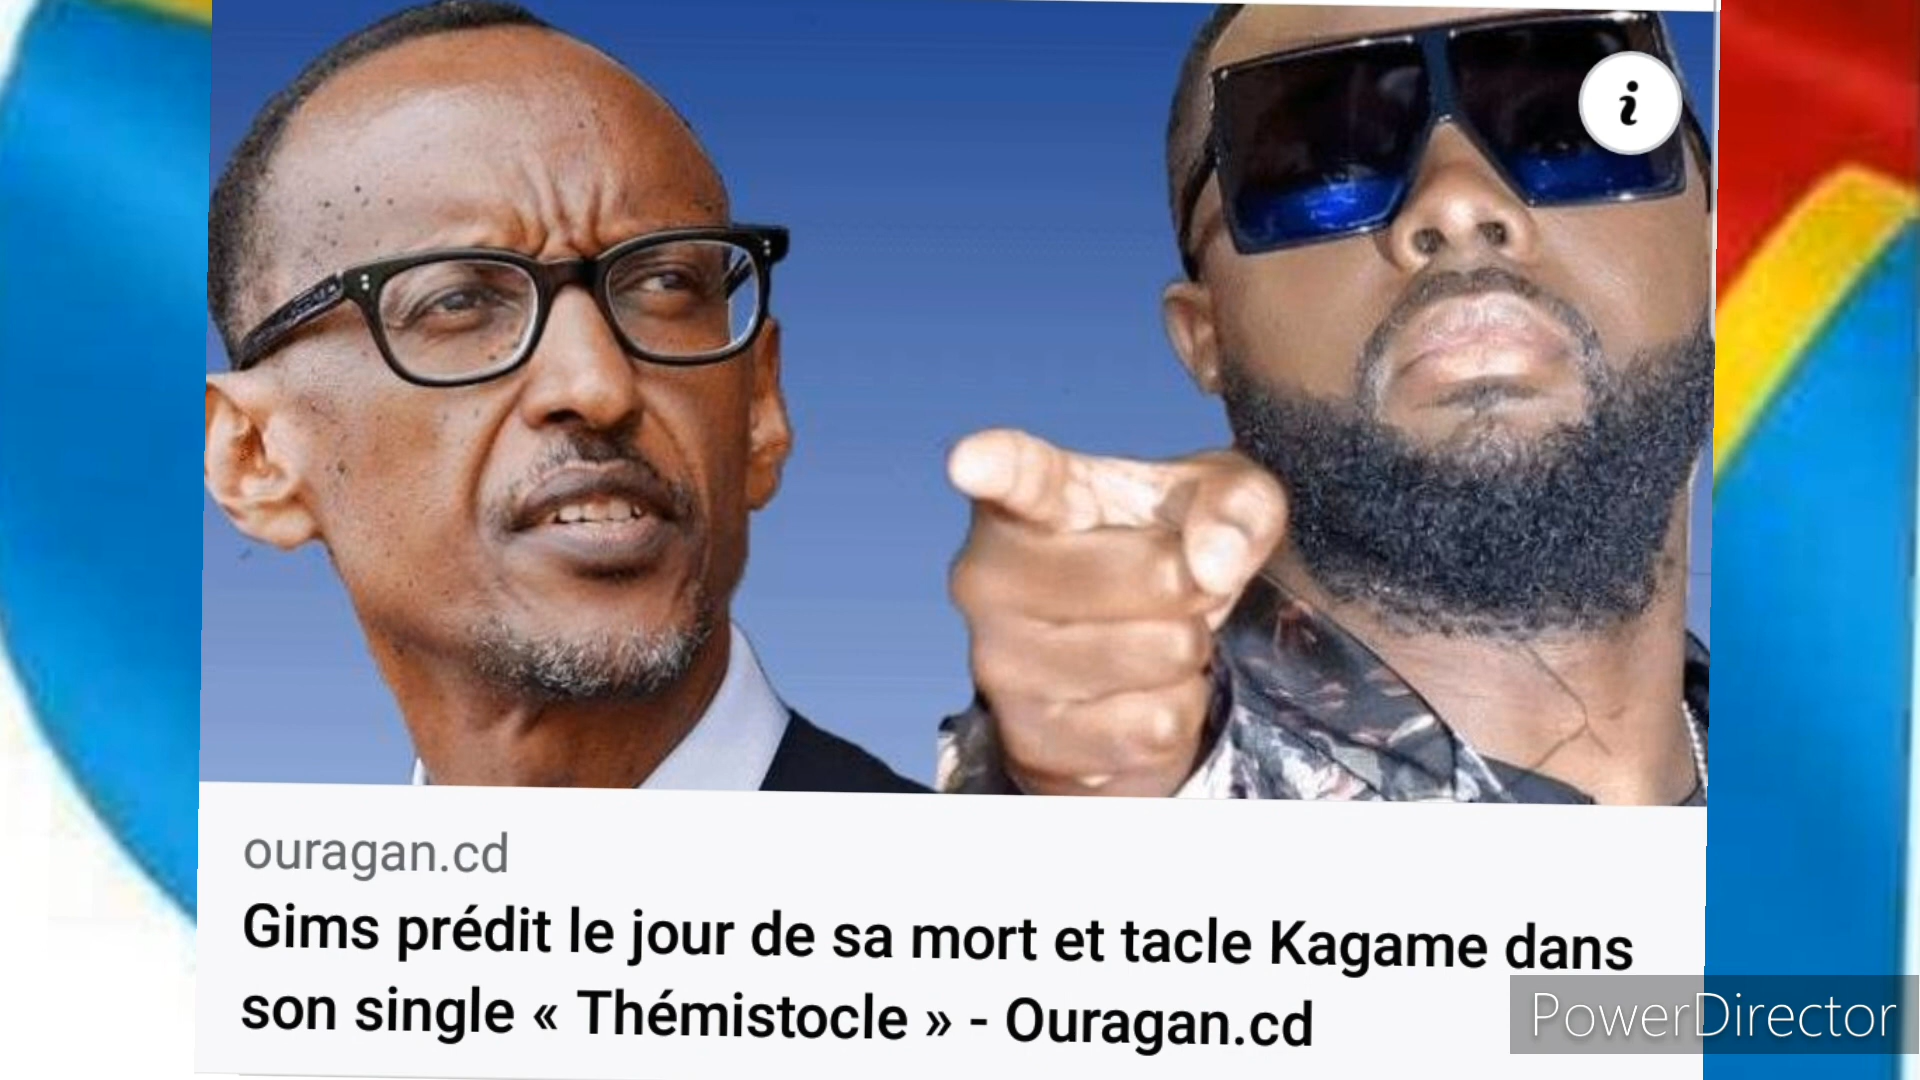 i
ouragan.cd
Gims prédit le jour de sa mort et tacle Kagame dans
son single « Thémistocle » - Ouragan.cd
PowerDirector